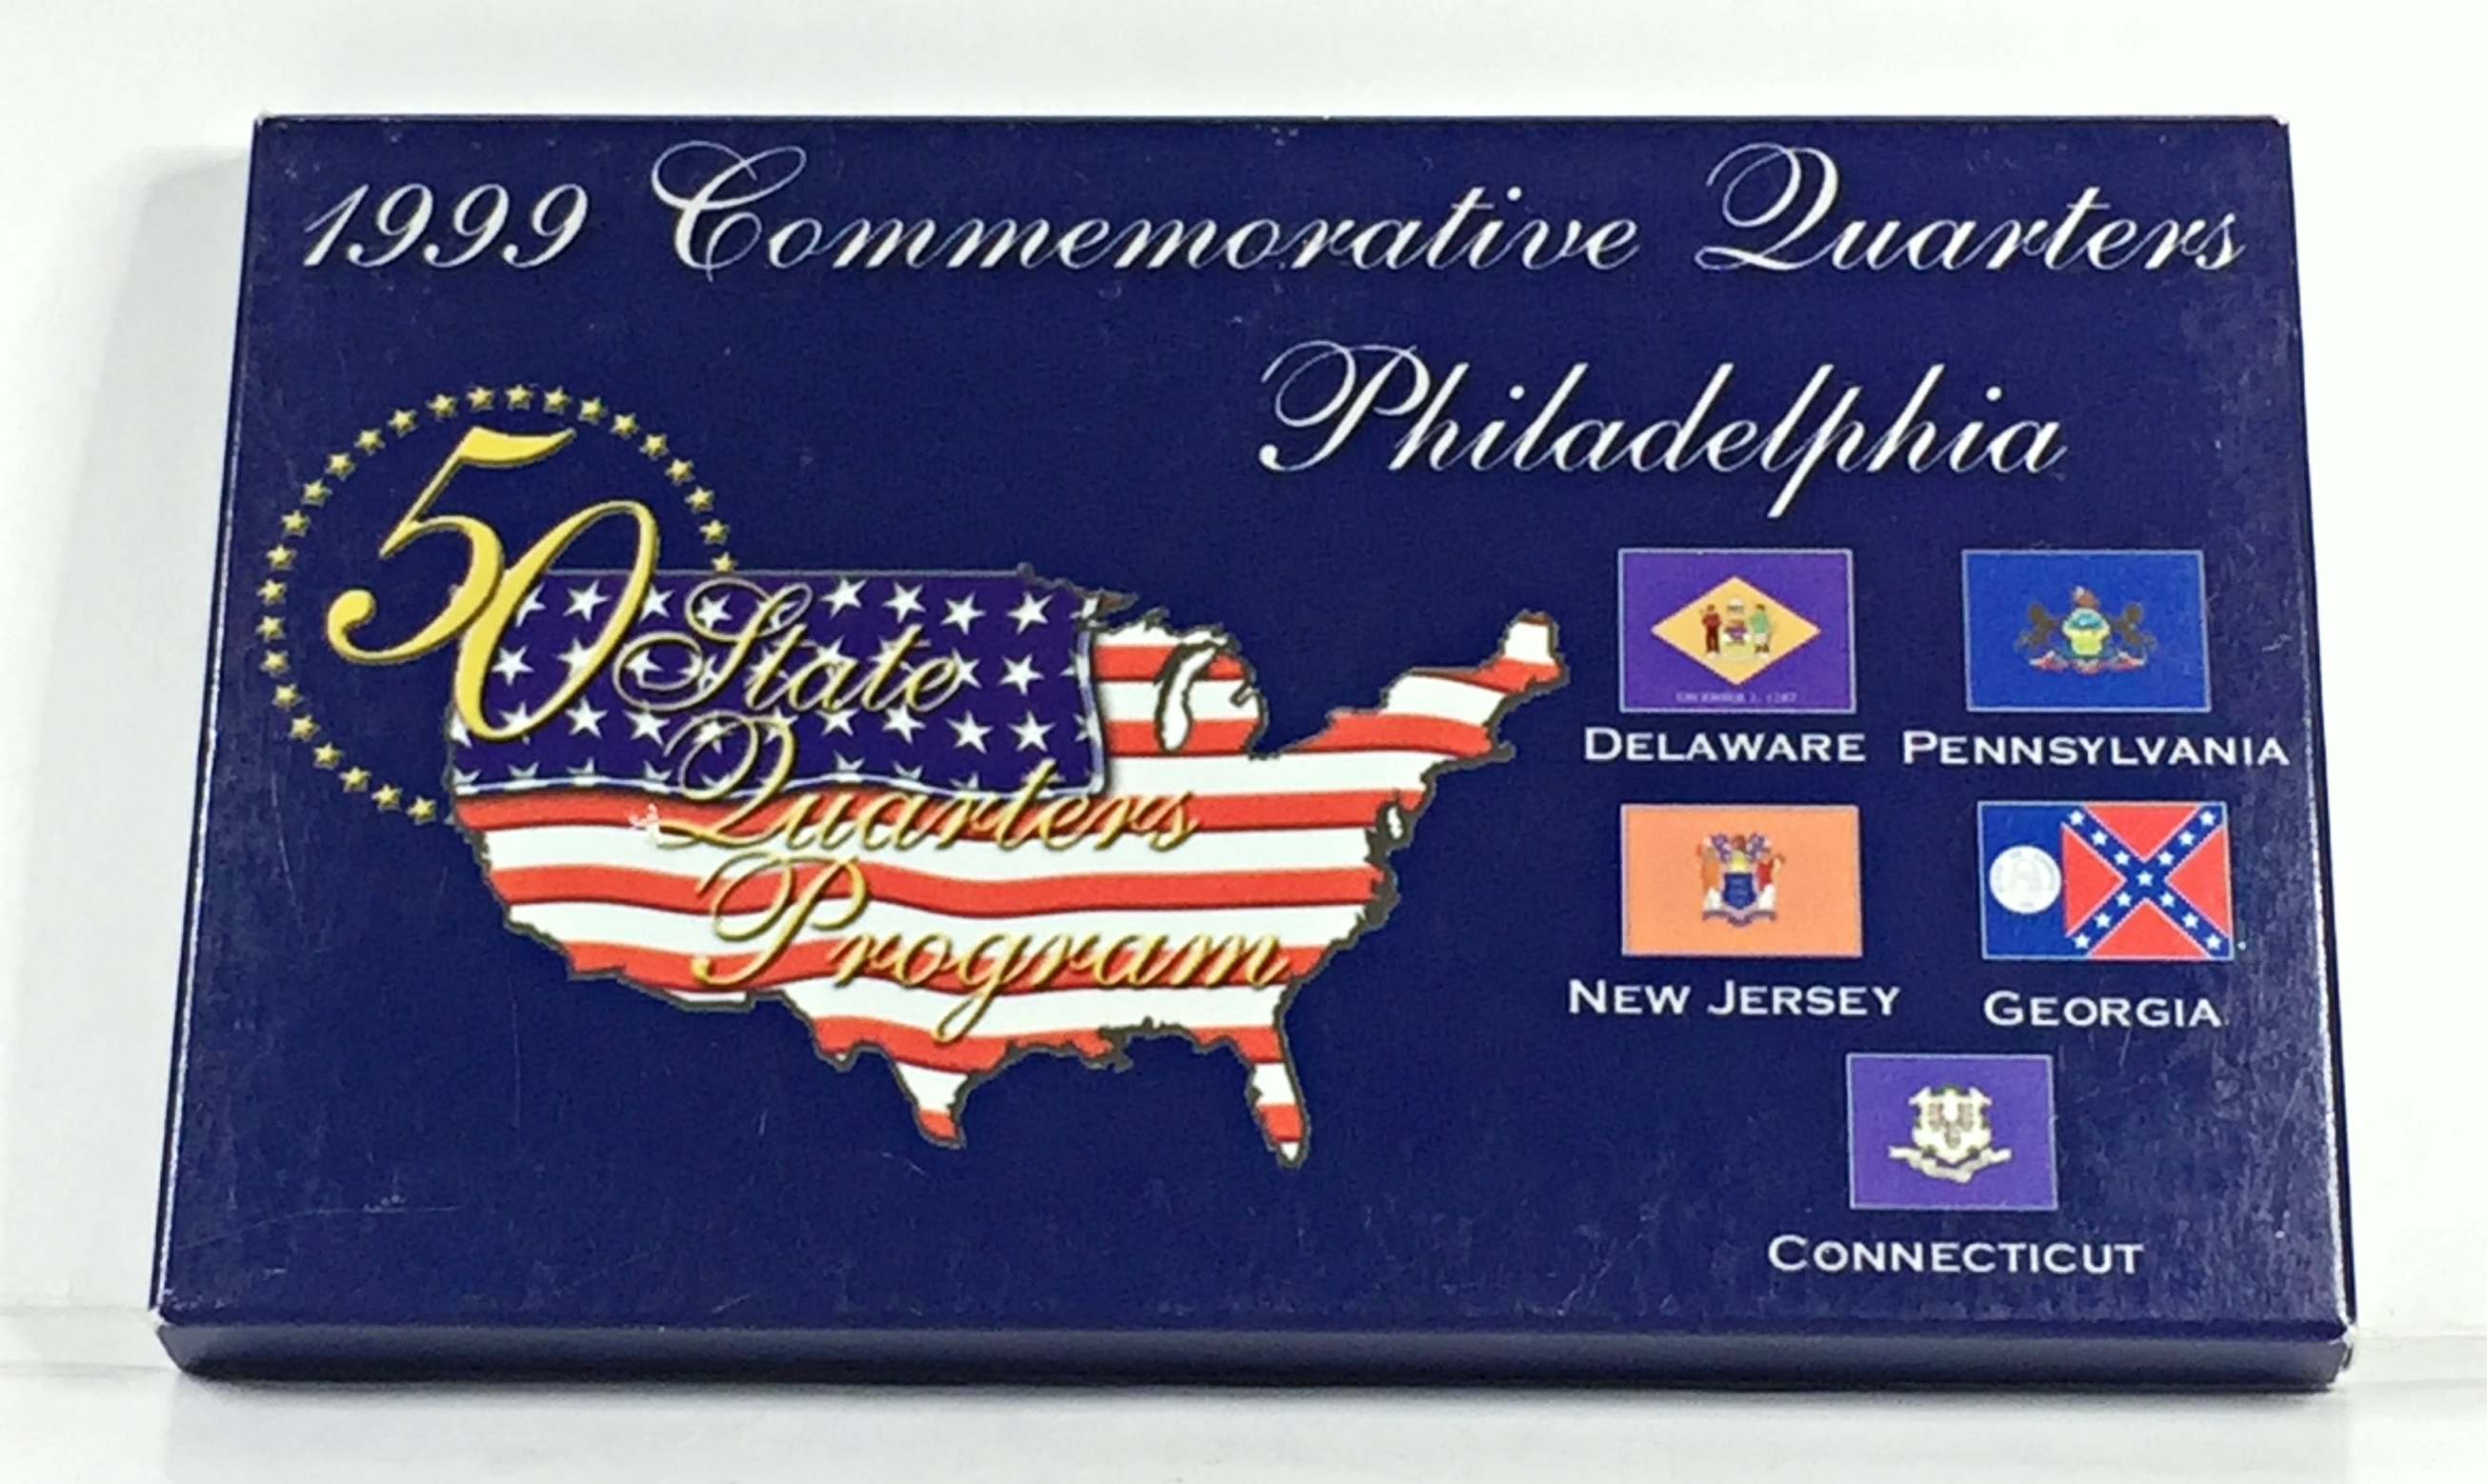 1999 Commemorative Quarters
Philadelphia
50 State
Quarters
Program
DELAWARE
PENNSYLVANIA
NEW JERSEY
GEORGIA
CONNECTICUT